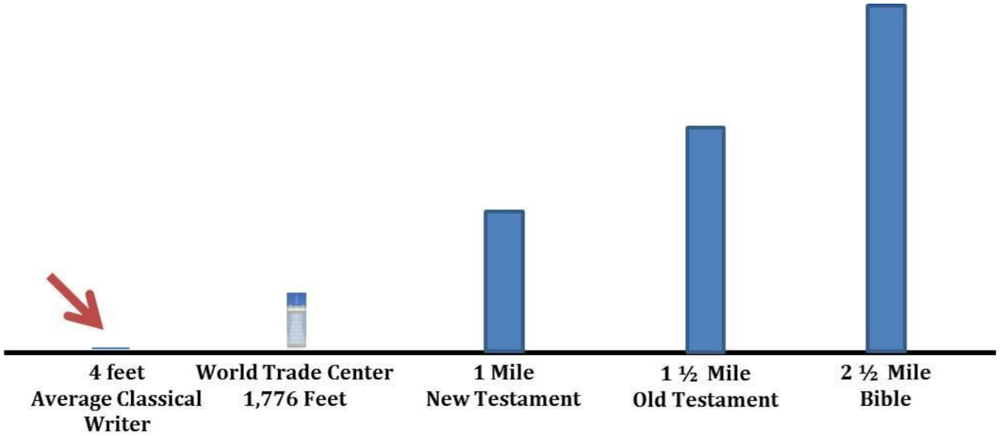 4 feet
Average Classical
Writer
World Trade Center
1,776 Feet
1 Mile
New Testament
1 ½ Mile
Old Testament
2 ½ Mile
Bible